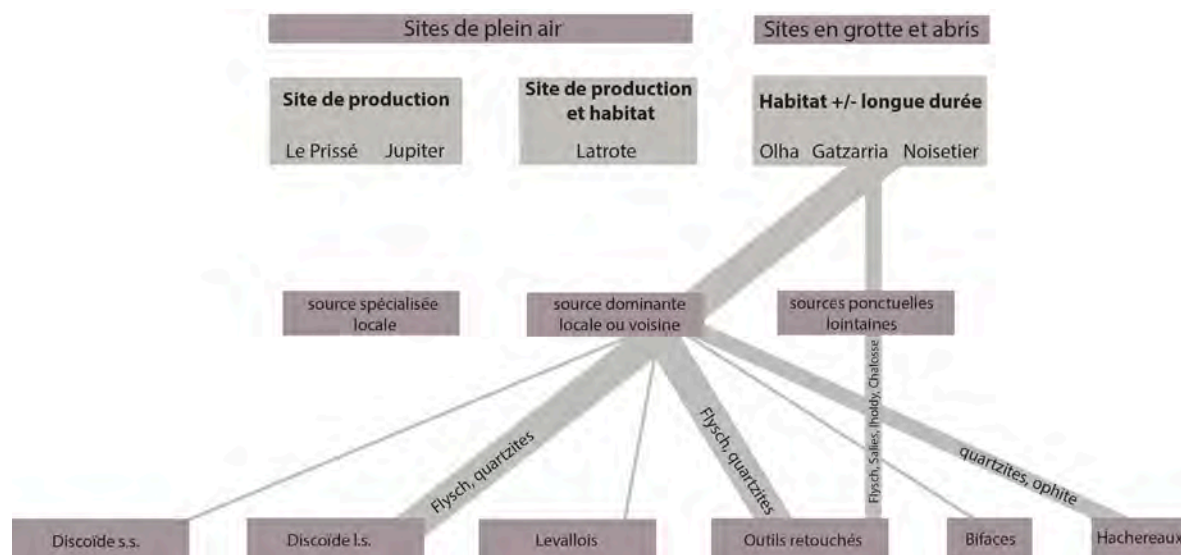 Sites de plein air
Sites en grotte et abris
Site de production
Le Prissé Jupiter
Site de production
et habitat
Latrote
Habitat +/- longue durée
Olha Gatzarria Noisetier
source spécialisée
locale
source dominante
locale ou voisine
sources ponctuelles
lointaines
Flysch, quartzites
Flysch, quartzites
Flysch, Salies, Iholdy, Chalosse
quartzites, ophite
Discoïde s.s.
Discoïde l.s.
Levallois
Outils retouchés
Bifaces
Hachereaux